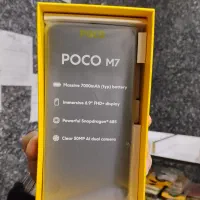 POCO M7
Massive 7000mAh (typ) battery
Immersive 6.9" FHD+ display
Powerful Snapdragon® 685
Clear 50MP AI dual camera